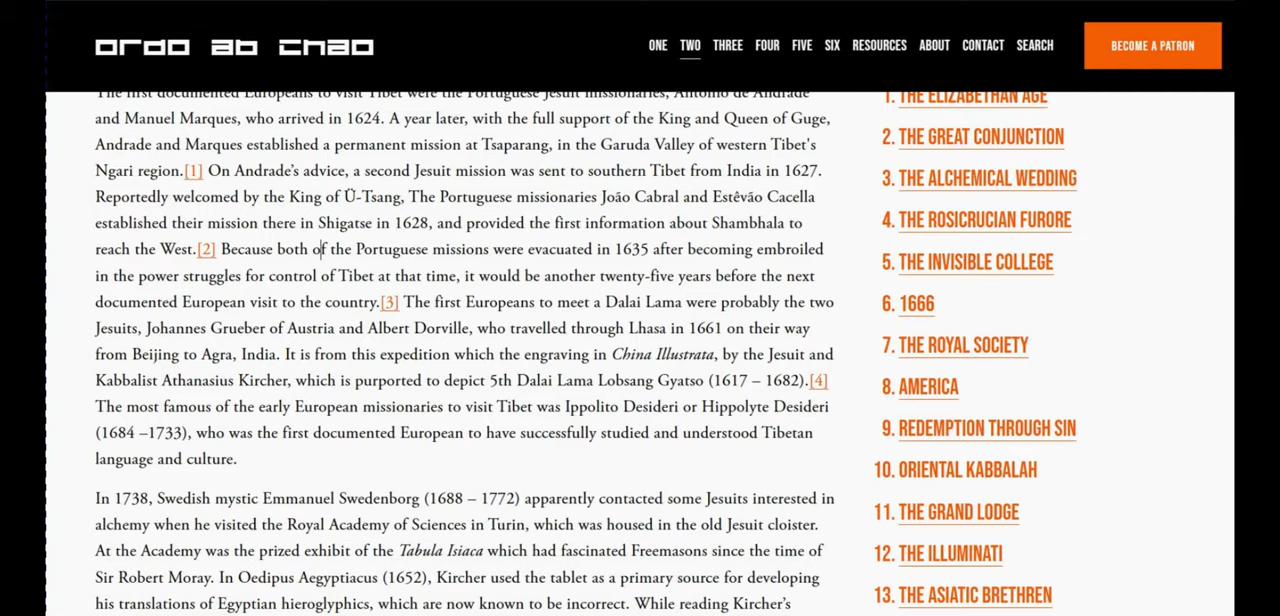 ordo ab chao
ONE TWO THREE FOUR FIVE SIX RESOURCES ABOUT CONTACT SEARCH
BECOME A PATRON
The first documented Europeans to visit Tibet were the Portuguese Jesuit missionaries, António de Andrade
and Manuel Marques, who arrived in 1624. A year later, with the full support of the King and Queen of Guge,
Andrade and Marques established a permanent mission at Tsaparang, in the Garuda Valley of western Tibet's
Ngari region.[1] On Andrade's advice, a second Jesuit mission was sent to southern Tibet from India in 1627.
Reportedly welcomed by the King of Ü-Tsang, The Portuguese missionaries João Cabral and Estêvão Cacella
established their mission there in Shigatse in 1628, and provided the first information about Shambhala to
reach the West.[2] Because both of the Portuguese missions were evacuated in 1635 after becoming embroiled
in the power struggles for control of Tibet at that time, it would be another twenty-five years before the next
documented European visit to the country.[3] The first Europeans to meet a Dalai Lama were probably the two
Jesuits, Johannes Grueber of Austria and Albert Dorville, who travelled through Lhasa in 1661 on their way
from Beijing to Agra, India. It is from this expedition which the engraving in China Illustrata, by the Jesuit and
Kabbalist Athanasius Kircher, which is purported to depict 5th Dalai Lama Lobsang Gyatso (1617 – 1682).[4]
The most famous of the early European missionaries to visit Tibet was Ippolito Desideri or Hippolyte Desideri
(1684 –1733), who was the first documented European to have successfully studied and understood Tibetan
language and culture.
In 1738, Swedish mystic Emmanuel Swedenborg (1688 – 1772) apparently contacted some Jesuits interested in
alchemy when he visited the Royal Academy of Sciences in Turin, which was housed in the old Jesuit cloister.
At the Academy was the prized exhibit of the Tabula Isiaca which had fascinated Freemasons since the time of
Sir Robert Moray. In Oedipus Aegyptiacus (1652), Kircher used the tablet as a primary source for developing
his translations of Egyptian hieroglyphics, which are now known to be incorrect. While reading Kircher's
1. THE ELIZABETHAN AGE
2. THE GREAT CONJUNCTION
3. THE ALCHEMICAL WEDDING
4. THE ROSICRUCIAN FURORE
5. THE INVISIBLE COLLEGE
6. 1666
7. THE ROYAL SOCIETY
8. AMERICA
9. REDEMPTION THROUGH SIN
10. ORIENTAL KABBALAH
11. THE GRAND LODGE
12. THE ILLUMINATI
13. THE ASIATIC BRETHREN